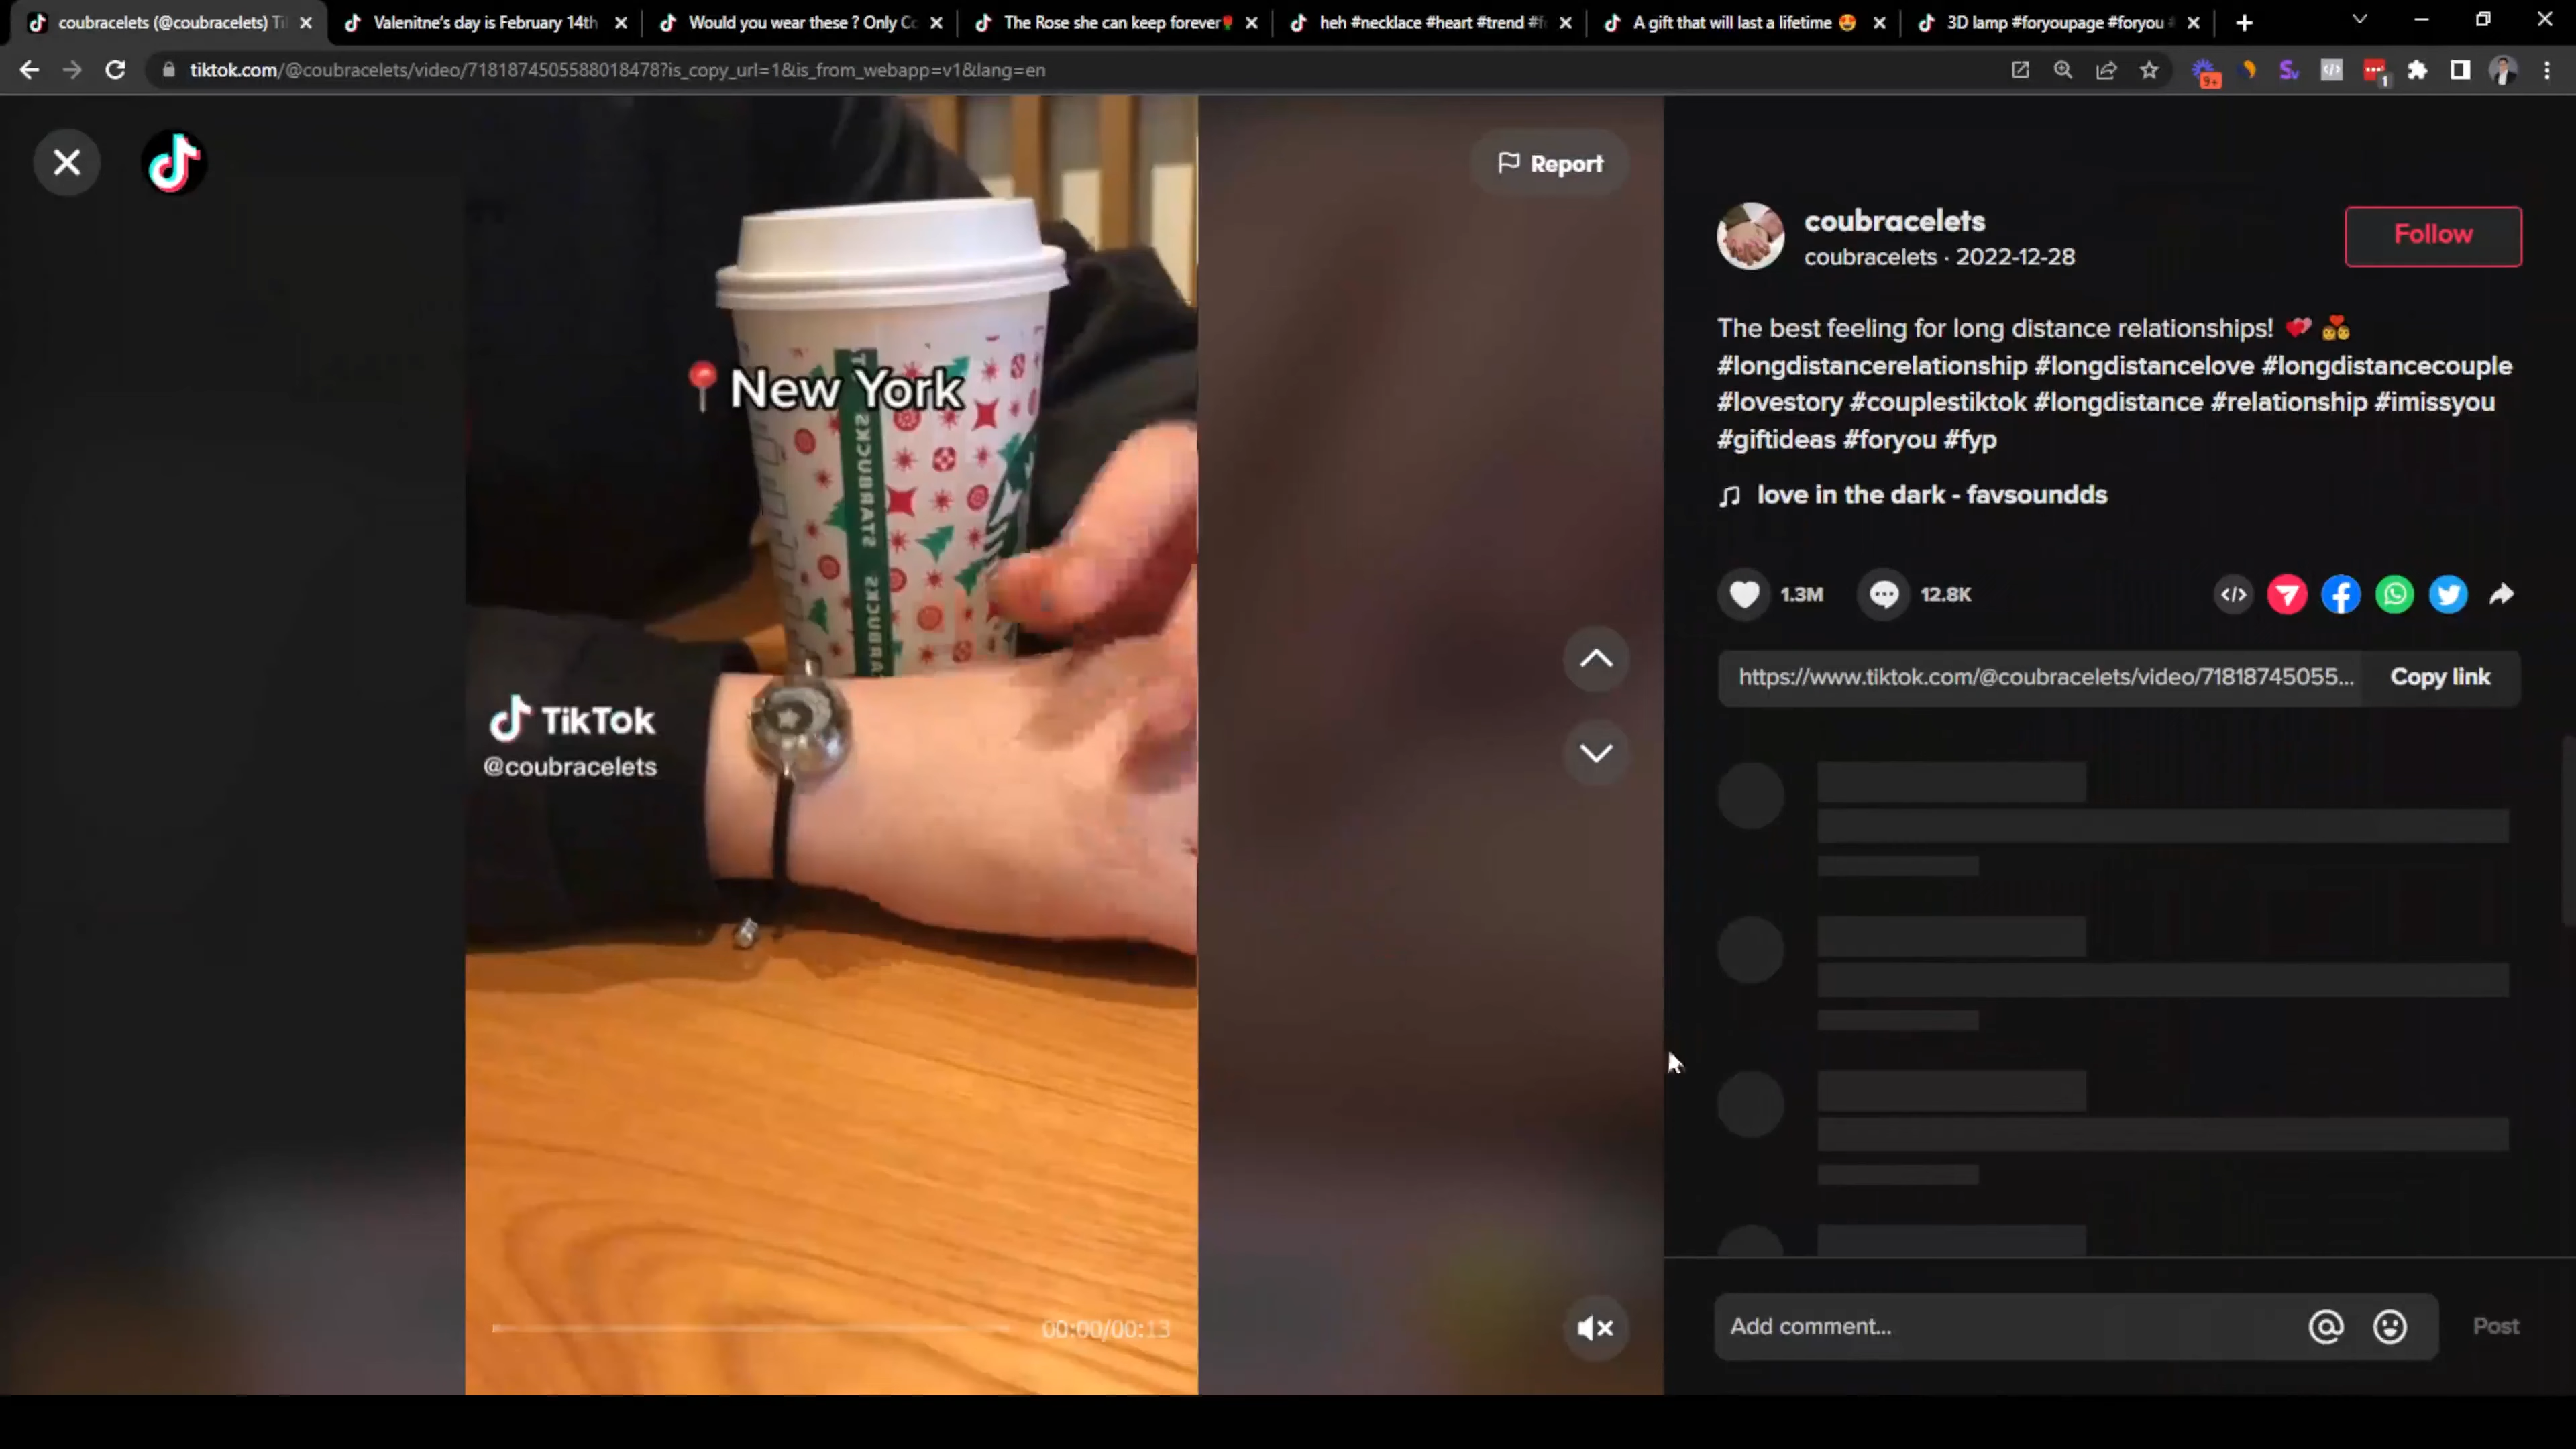 coubracelets (@coubracelets) Ti
Valenitne's day is February 14th
Would you wear these ? Only Co
The Rose she can keep forever🌹
heh #necklace #heart #trend #f
A gift that will last a lifetime 🤩
3D lamp #foryoupage #foryou #
tiktok.com/@coubracelets/video/7181874505588018478?is_copy_url=1&is_from_webapp=v1&lang=en
9+
1
Report
📍New York
STARBUCKS
TikTok
@coubracelets
00:00/00:13
coubracelets
coubracelets · 2022-12-28
Follow
The best feeling for long distance relationships! 💕 💑
#longdistancerelationship #longdistancelove #longdistancecouple
#lovestory #couplestiktok #longdistance #relationship #imissyou
#giftideas #foryou #fyp
love in the dark - favsoundds
1.3M
12.8K
https://www.tiktok.com/@coubracelets/video/71818745055...
Copy link
Add comment...
Post